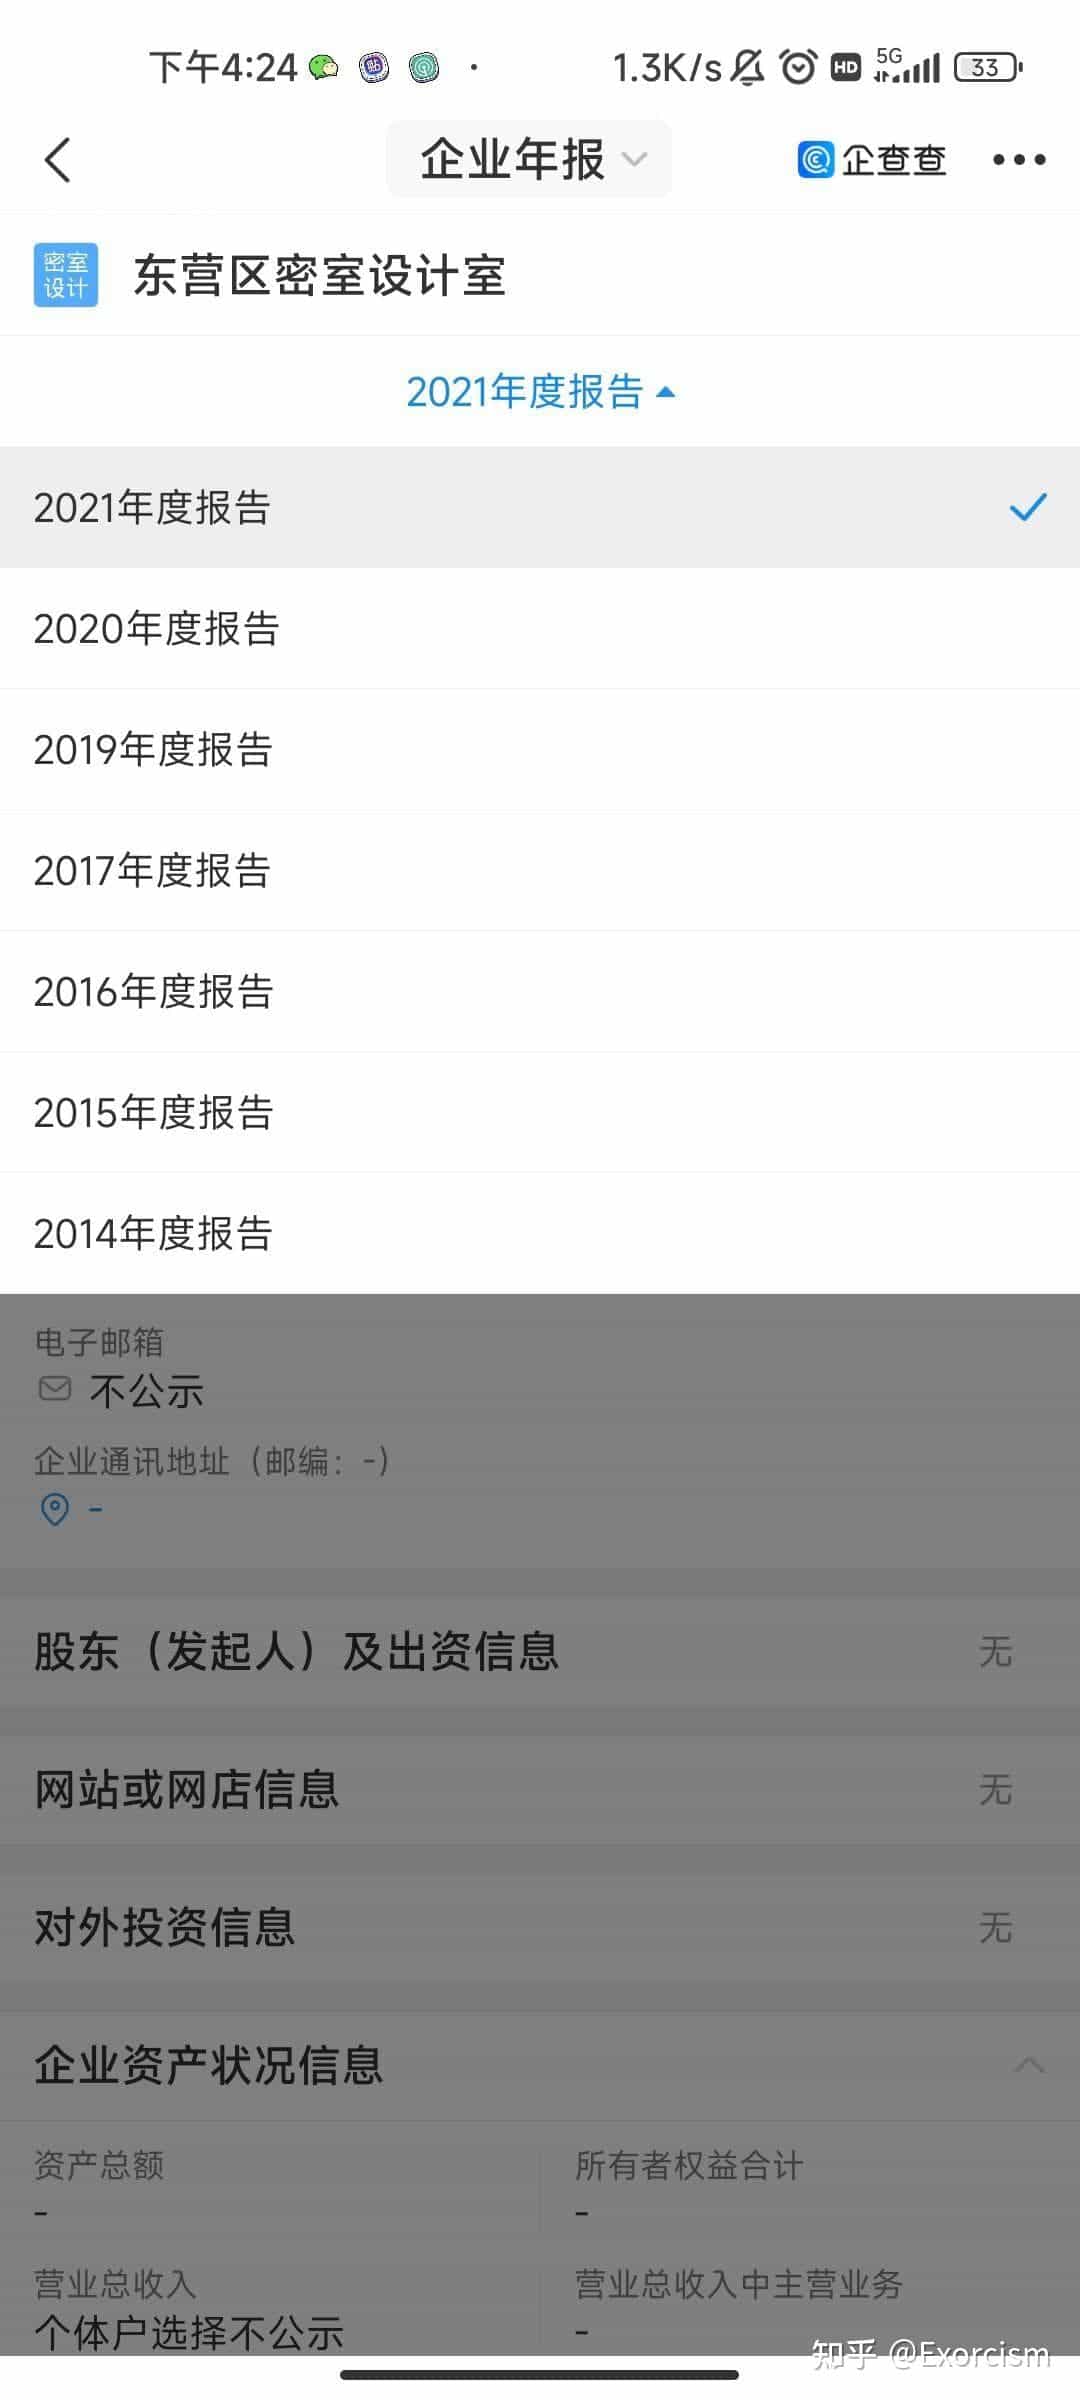 下午4:24
1.3K/s HD 5G 33
企业年报 企查查
密室设计 东营区密室设计室
2021年度报告
2021年度报告
2020年度报告
2019年度报告
2017年度报告
2016年度报告
2015年度报告
2014年度报告
电子邮箱
不公示
企业通讯地址（邮编：-）
-
股东（发起人）及出资信息 无
网站或网店信息 无
对外投资信息 无
企业资产状况信息
资产总额 所有者权益合计
- -
营业总收入 营业总收入中主营业务
个体户选择不公示 -
知乎 @Exorcism